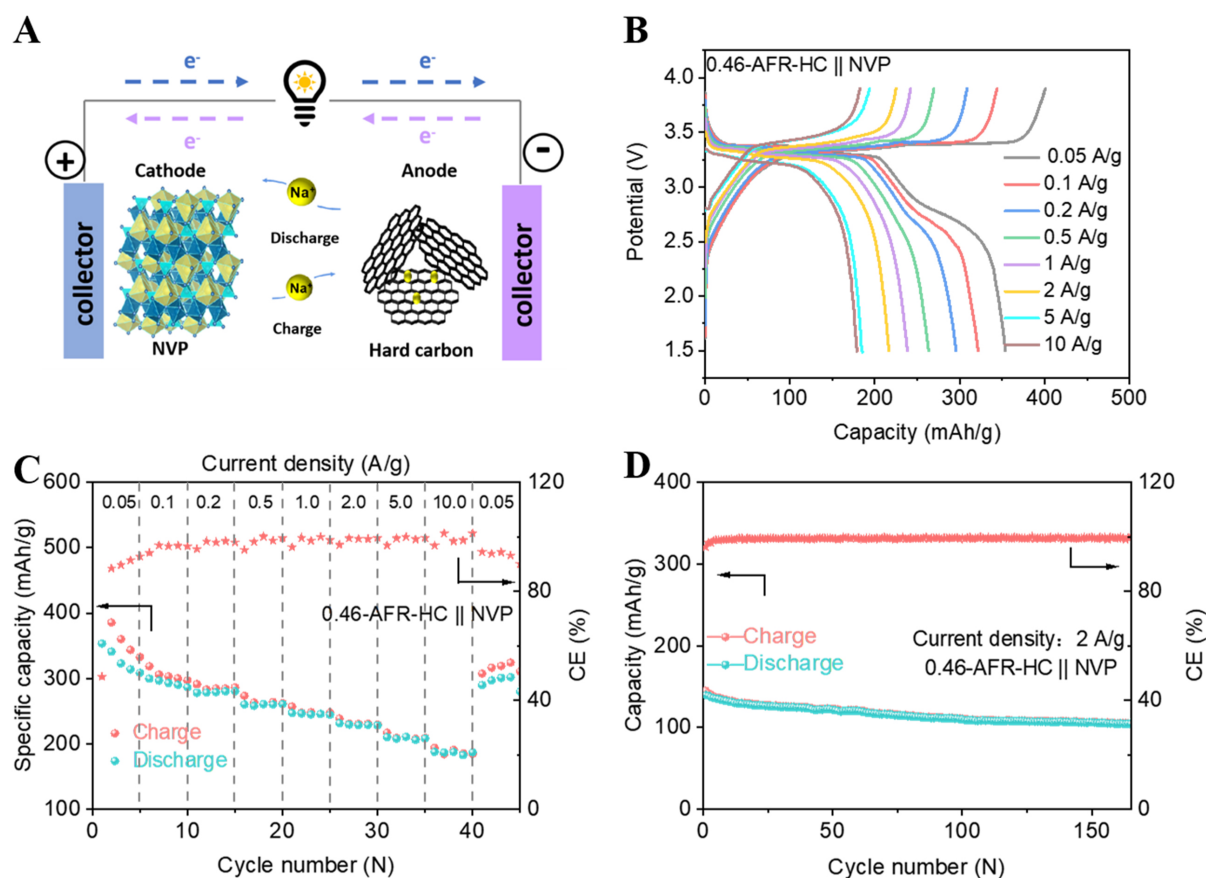 A
e-
e-
e-
e-
+
-
Cathode
Anode
Na+
Discharge
Na+
Charge
collector
collector
NVP
Hard carbon
B
0.46-AFR-HC || NVP
4.0
3.5
3.0
2.5
2.0
1.5
Potential (V)
0.05 A/g
0.1 A/g
0.2 A/g
0.5 A/g
1 A/g
2 A/g
5 A/g
10 A/g
0
100
200
300
400
500
Capacity (mAh/g)
C
Current density (A/g)
0.05
0.1
0.2
0.5
1.0
2.0
5.0
10.0
0.05
600
500
400
300
200
100
Specific capacity (mAh/g)
120
80
40
0
CE (%)
0.46-AFR-HC || NVP
Charge
Discharge
0
10
20
30
40
Cycle number (N)
D
400
300
200
100
0
Capacity (mAh/g)
120
80
40
0
CE (%)
Charge
Discharge
Current density：2 A/g
0.46-AFR-HC || NVP
0
50
100
150
Cycle number (N)